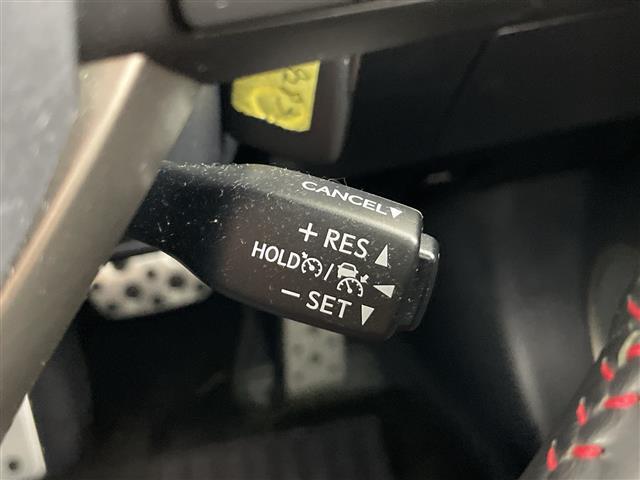 CANCEL▼
+ RES ▲
HOLD / ◀
− SET ▼